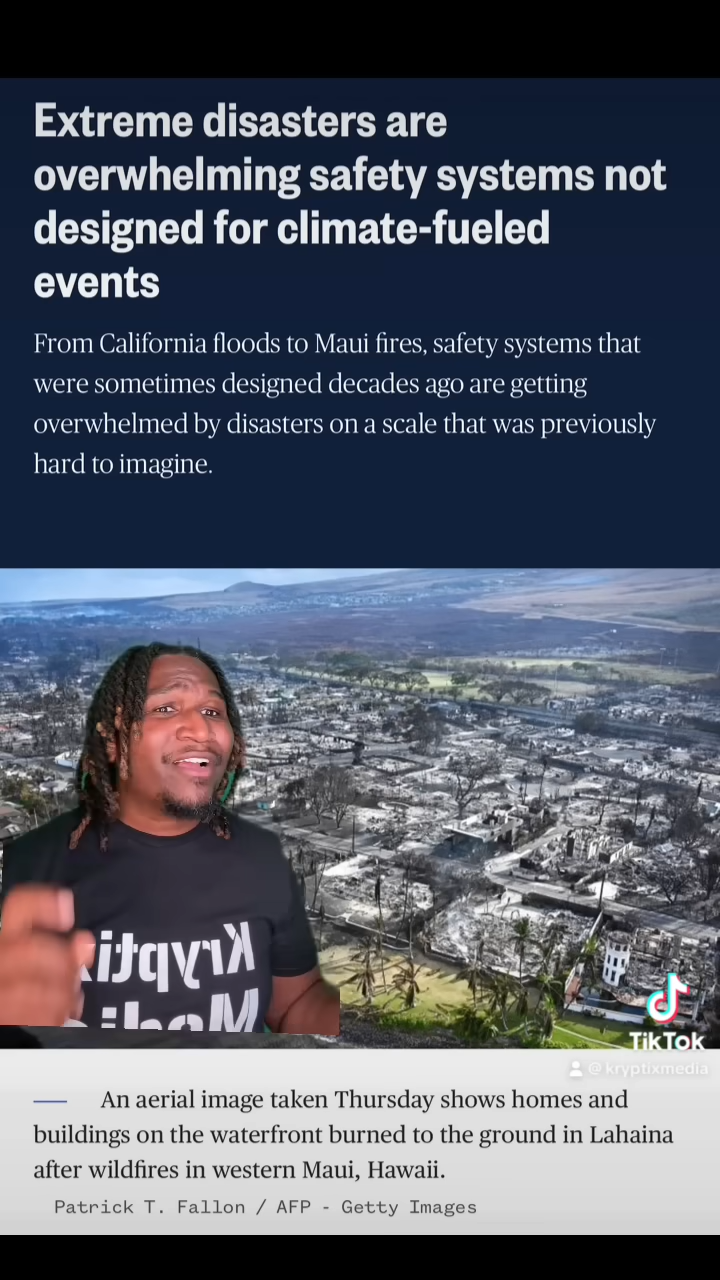 Extreme disasters are
overwhelming safety systems not
designed for climate-fueled
events
From California floods to Maui fires, safety systems that
were sometimes designed decades ago are getting
overwhelmed by disasters on a scale that was previously
hard to imagine.
Kryptix
Media
TikTok
@kryptixmedia
— An aerial image taken Thursday shows homes and
buildings on the waterfront burned to the ground in Lahaina
after wildfires in western Maui, Hawaii.
Patrick T. Fallon / AFP - Getty Images